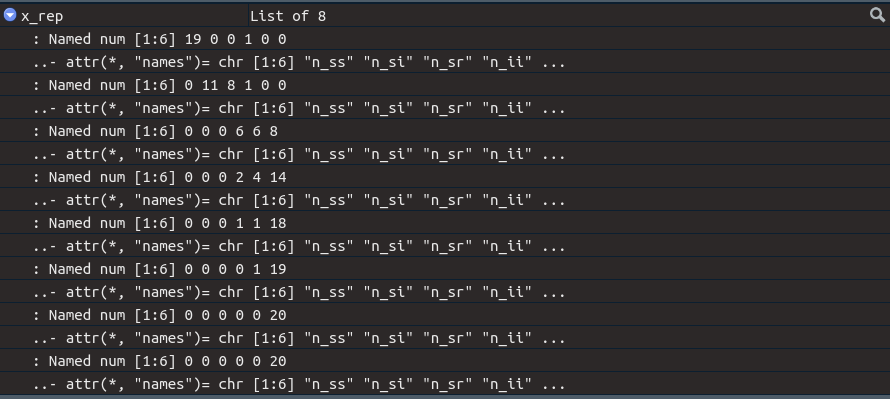 x_rep List of 8
: Named num [1:6] 19 0 0 1 0 0
..- attr(*, "names")= chr [1:6] "n_ss" "n_si" "n_sr" "n_ii" ...
: Named num [1:6] 0 11 8 1 0 0
..- attr(*, "names")= chr [1:6] "n_ss" "n_si" "n_sr" "n_ii" ...
: Named num [1:6] 0 0 0 6 6 8
..- attr(*, "names")= chr [1:6] "n_ss" "n_si" "n_sr" "n_ii" ...
: Named num [1:6] 0 0 0 2 4 14
..- attr(*, "names")= chr [1:6] "n_ss" "n_si" "n_sr" "n_ii" ...
: Named num [1:6] 0 0 0 1 1 18
..- attr(*, "names")= chr [1:6] "n_ss" "n_si" "n_sr" "n_ii" ...
: Named num [1:6] 0 0 0 0 1 19
..- attr(*, "names")= chr [1:6] "n_ss" "n_si" "n_sr" "n_ii" ...
: Named num [1:6] 0 0 0 0 0 20
..- attr(*, "names")= chr [1:6] "n_ss" "n_si" "n_sr" "n_ii" ...
: Named num [1:6] 0 0 0 0 0 20
..- attr(*, "names")= chr [1:6] "n_ss" "n_si" "n_sr" "n_ii" ...